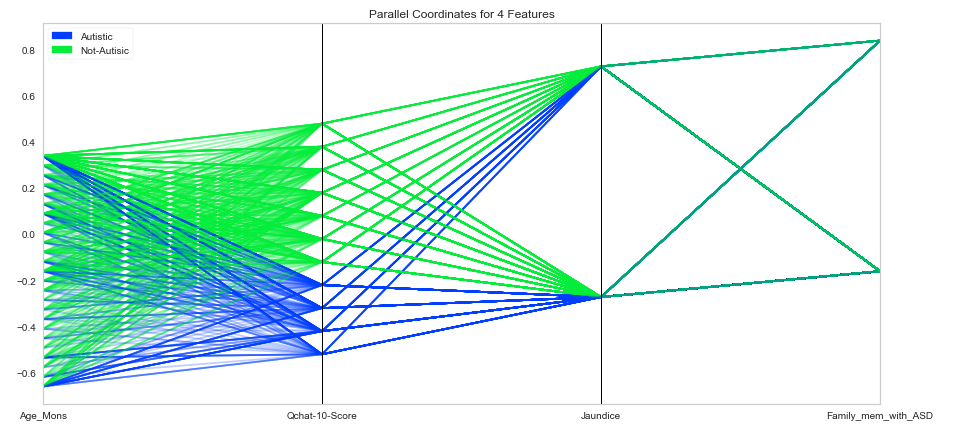 Parallel Coordinates for 4 Features
Autistic
Not-Autisic
0.8
0.6
0.4
0.2
0.0
−0.2
−0.4
−0.6
Age_Mons
Qchat-10-Score
Jaundice
Family_mem_with_ASD